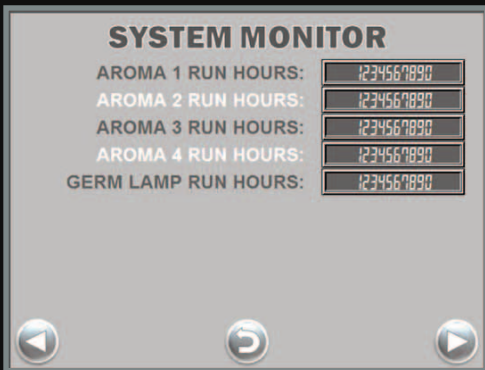 SYSTEM MONITOR
AROMA 1 RUN HOURS: 1234567890
AROMA 2 RUN HOURS: 1234567890
AROMA 3 RUN HOURS: 1234567890
AROMA 4 RUN HOURS: 1234567890
GERM LAMP RUN HOURS: 1234567890